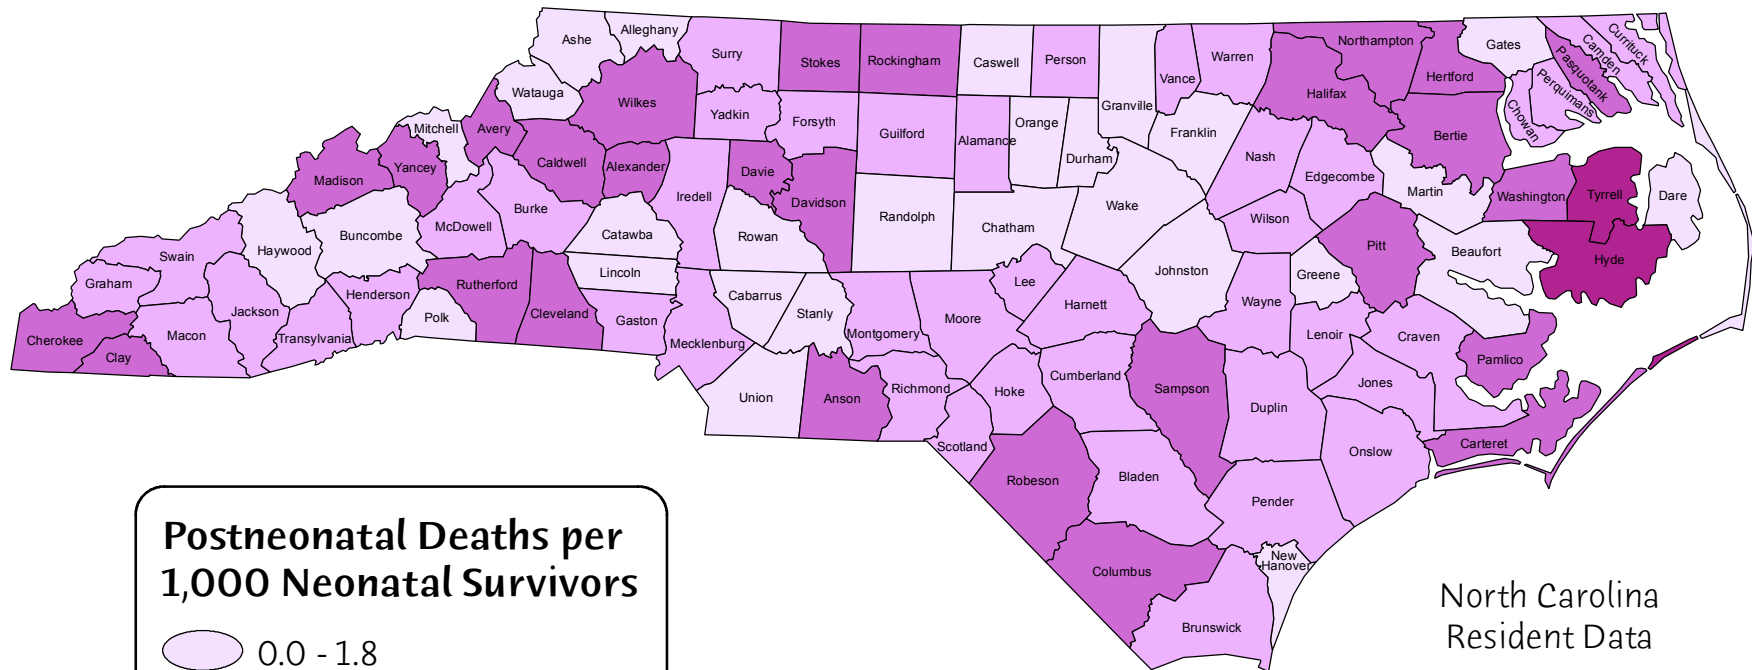 Ashe
Alleghany
Surry
Stokes
Rockingham
Caswell
Person
Granville
Vance
Warren
Northampton
Gates
Currituck
Camden
Pasquotank
Perquimans
Chowan
Hertford
Halifax
Bertie
Watauga
Wilkes
Yadkin
Forsyth
Guilford
Alamance
Orange
Durham
Franklin
Nash
Edgecombe
Martin
Washington
Tyrrell
Dare
Mitchell
Avery
Caldwell
Alexander
Iredell
Davie
Davidson
Randolph
Chatham
Wake
Wilson
Pitt
Beaufort
Hyde
Madison
Yancey
McDowell
Burke
Catawba
Rowan
Johnston
Greene
Swain
Haywood
Buncombe
Rutherford
Cleveland
Lincoln
Gaston
Cabarrus
Stanly
Montgomery
Moore
Lee
Harnett
Wayne
Lenoir
Craven
Pamlico
Graham
Jackson
Henderson
Polk
Cherokee
Clay
Macon
Transylvania
Mecklenburg
Union
Anson
Richmond
Hoke
Cumberland
Sampson
Duplin
Jones
Carteret
Scotland
Robeson
Bladen
Pender
Onslow
Columbus
New
Hanover
Brunswick
Postneonatal Deaths per
1,000 Neonatal Survivors
0.0 - 1.8
North Carolina
Resident Data